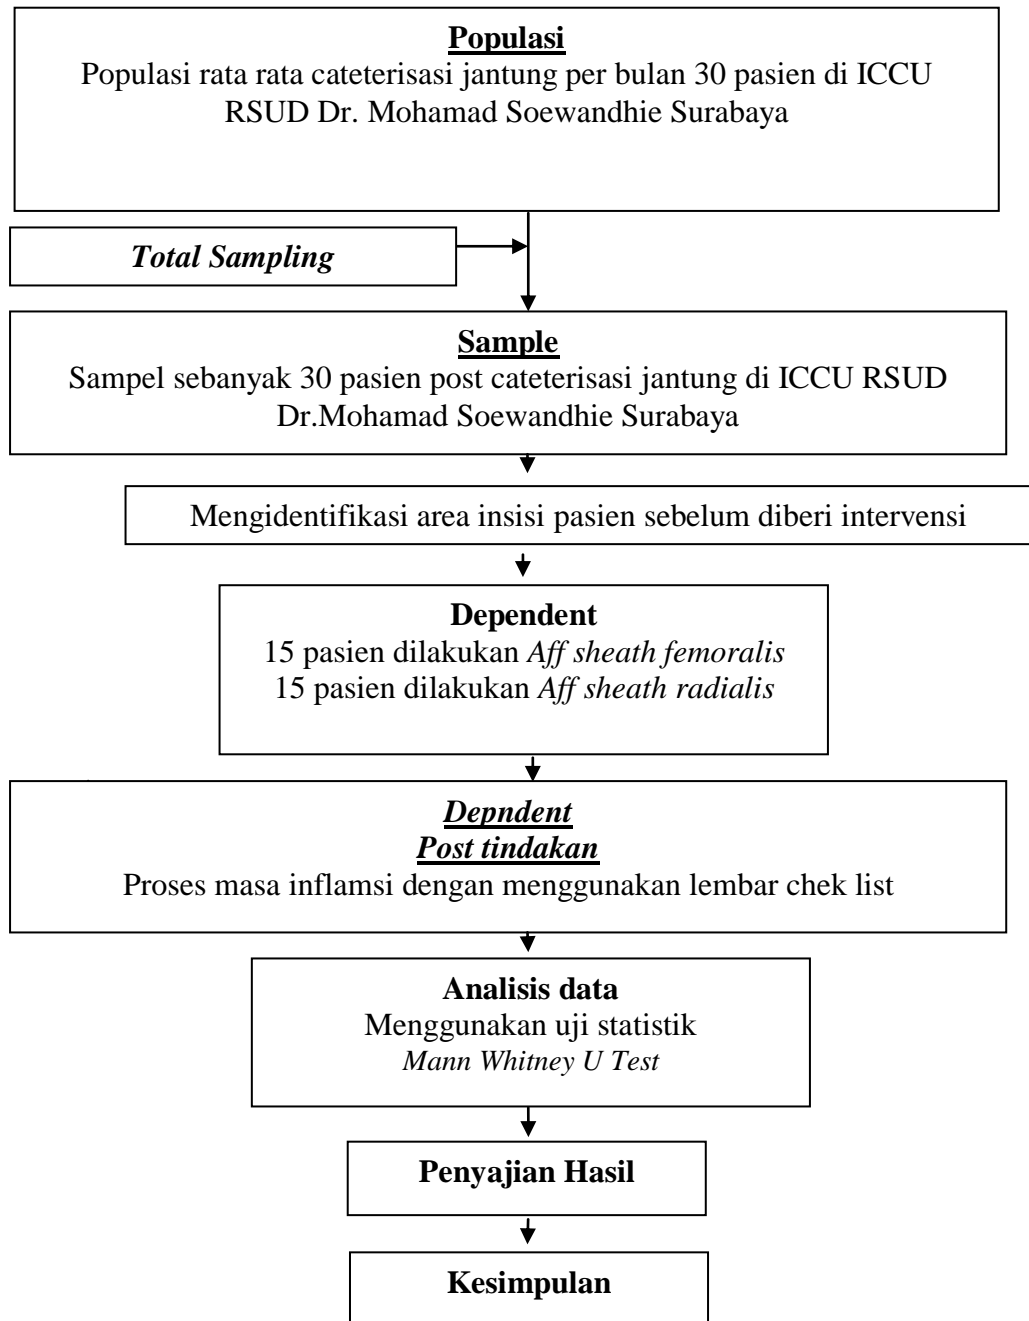 Populasi
Populasi rata rata cateterisasi jantung per bulan 30 pasien di ICCU
RSUD Dr. Mohamad Soewandhie Surabaya
Total Sampling
Sample
Sampel sebanyak 30 pasien post cateterisasi jantung di ICCU RSUD
Dr.Mohamad Soewandhie Surabaya
Mengidentifikasi area insisi pasien sebelum diberi intervensi
Dependent
15 pasien dilakukan Aff sheath femoralis
15 pasien dilakukan Aff sheath radialis
Depndent
Post tindakan
Proses masa inflamsi dengan menggunakan lembar chek list
Analisis data
Menggunakan uji statistik
Mann Whitney U Test
Penyajian Hasil
Kesimpulan